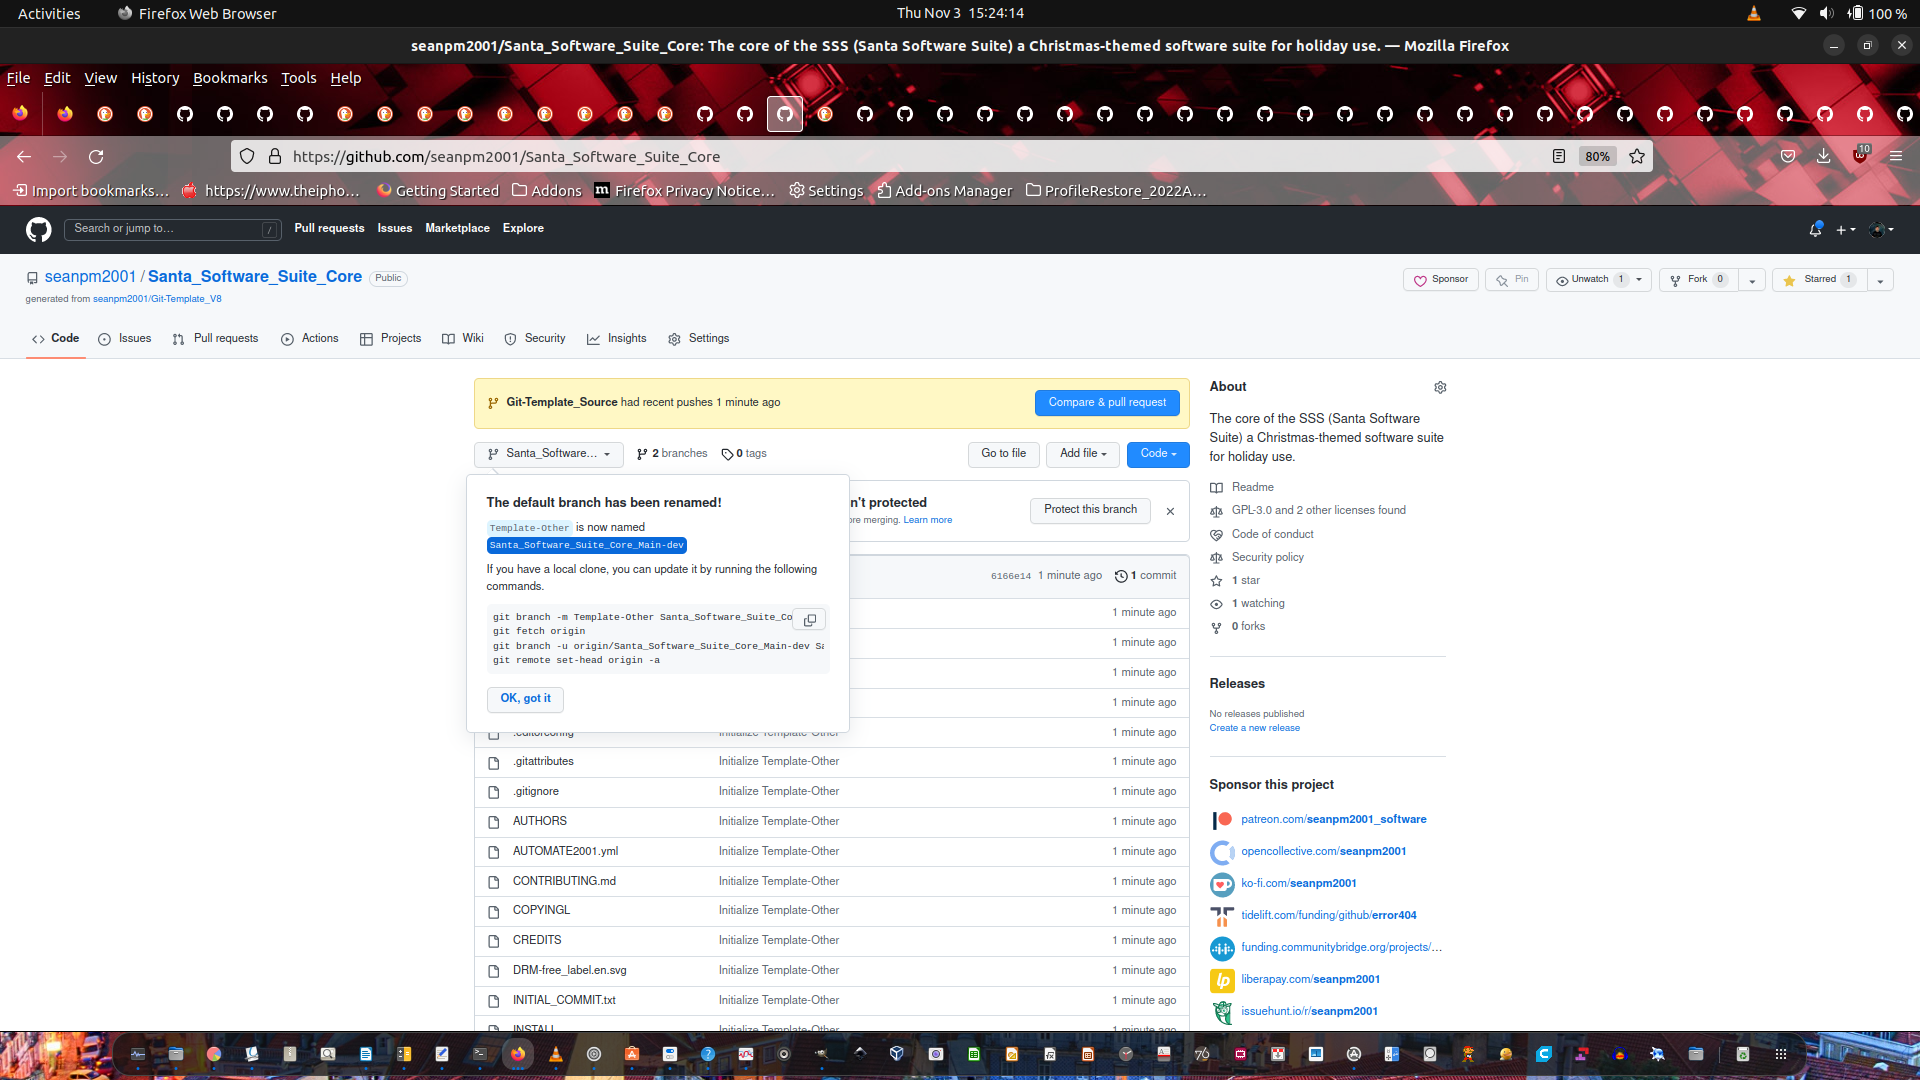 Activities
Firefox Web Browser
Thu Nov 3 15:24:14
100 %
seanpm2001/Santa_Software_Suite_Core: The core of the SSS (Santa Software Suite) a Christmas-themed software suite for holiday use. — Mozilla Firefox
File Edit View History Bookmarks Tools Help
https://github.com/seanpm2001/Santa_Software_Suite_Core
80%
10
Import bookmarks…
https://www.theipho…
Getting Started
Addons
Firefox Privacy Notice…
Settings
Add-ons Manager
ProfileRestore_2022A…
Search or jump to…
/
Pull requests Issues Marketplace Explore
seanpm2001 / Santa_Software_Suite_Core Public
generated from seanpm2001/Git-Template_V8
Sponsor
Pin
Unwatch 1
Fork 0
Starred 1
Code
Issues
Pull requests
Actions
Projects
Wiki
Security
Insights
Settings
Git-Template_Source had recent pushes 1 minute ago
Compare & pull request
Santa_Software…
2 branches
0 tags
Go to file
Add file
Code
The default branch has been renamed!
Template-Other is now named
Santa_Software_Suite_Core_Main-dev
If you have a local clone, you can update it by running the following
commands.
git branch -m Template-Other Santa_Software_Suite_Co
git fetch origin
git branch -u origin/Santa_Software_Suite_Core_Main-dev Sa
git remote set-head origin -a
OK, got it
n't protected
ore merging. Learn more
Protect this branch
6166e14 1 minute ago 1 commit
1 minute ago
1 minute ago
1 minute ago
1 minute ago
.editorconfig Initialize Template-Other 1 minute ago
.gitattributes Initialize Template-Other 1 minute ago
.gitignore Initialize Template-Other 1 minute ago
AUTHORS Initialize Template-Other 1 minute ago
AUTOMATE2001.yml Initialize Template-Other 1 minute ago
CONTRIBUTING.md Initialize Template-Other 1 minute ago
COPYINGL Initialize Template-Other 1 minute ago
CREDITS Initialize Template-Other 1 minute ago
DRM-free_label.en.svg Initialize Template-Other 1 minute ago
INITIAL_COMMIT.txt Initialize Template-Other 1 minute ago
INSTALL Initialize Template-Other 1 minute ago
About
The core of the SSS (Santa Software
Suite) a Christmas-themed software suite
for holiday use.
Readme
GPL-3.0 and 2 other licenses found
Code of conduct
Security policy
1 star
1 watching
0 forks
Releases
No releases published
Create a new release
Sponsor this project
patreon.com/seanpm2001_software
opencollective.com/seanpm2001
ko-fi.com/seanpm2001
tidelift.com/funding/github/error404
funding.communitybridge.org/projects/…
liberapay.com/seanpm2001
issuehunt.io/r/seanpm2001